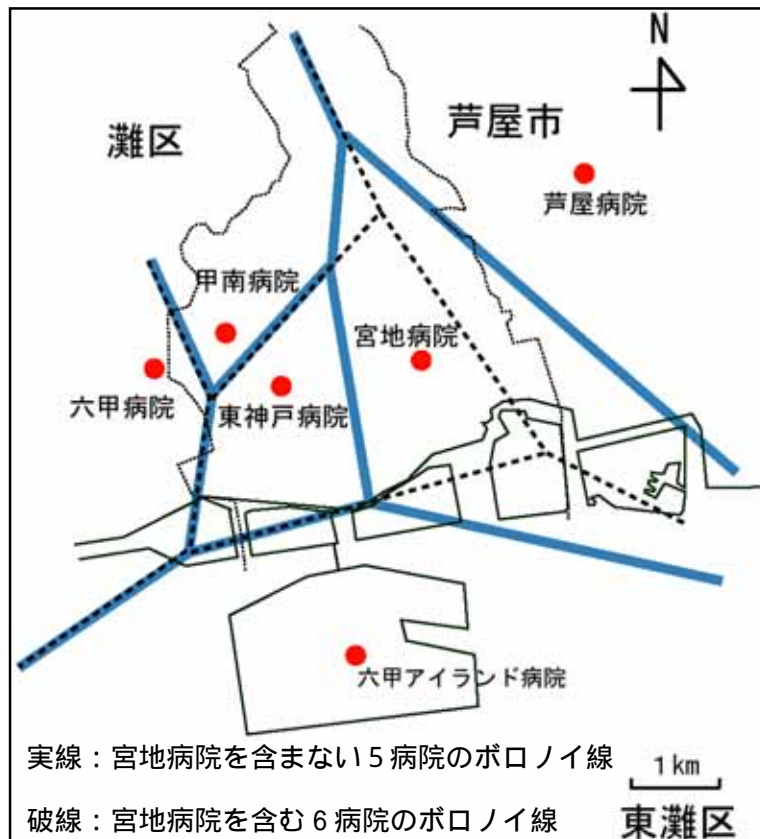 N
灘区
芦屋市
芦屋病院
甲南病院
宮地病院
六甲病院
東神戸病院
六甲アイランド病院
実線：宮地病院を含まない5病院のボロノイ線
1km
破線：宮地病院を含む6病院のボロノイ線
東灘区